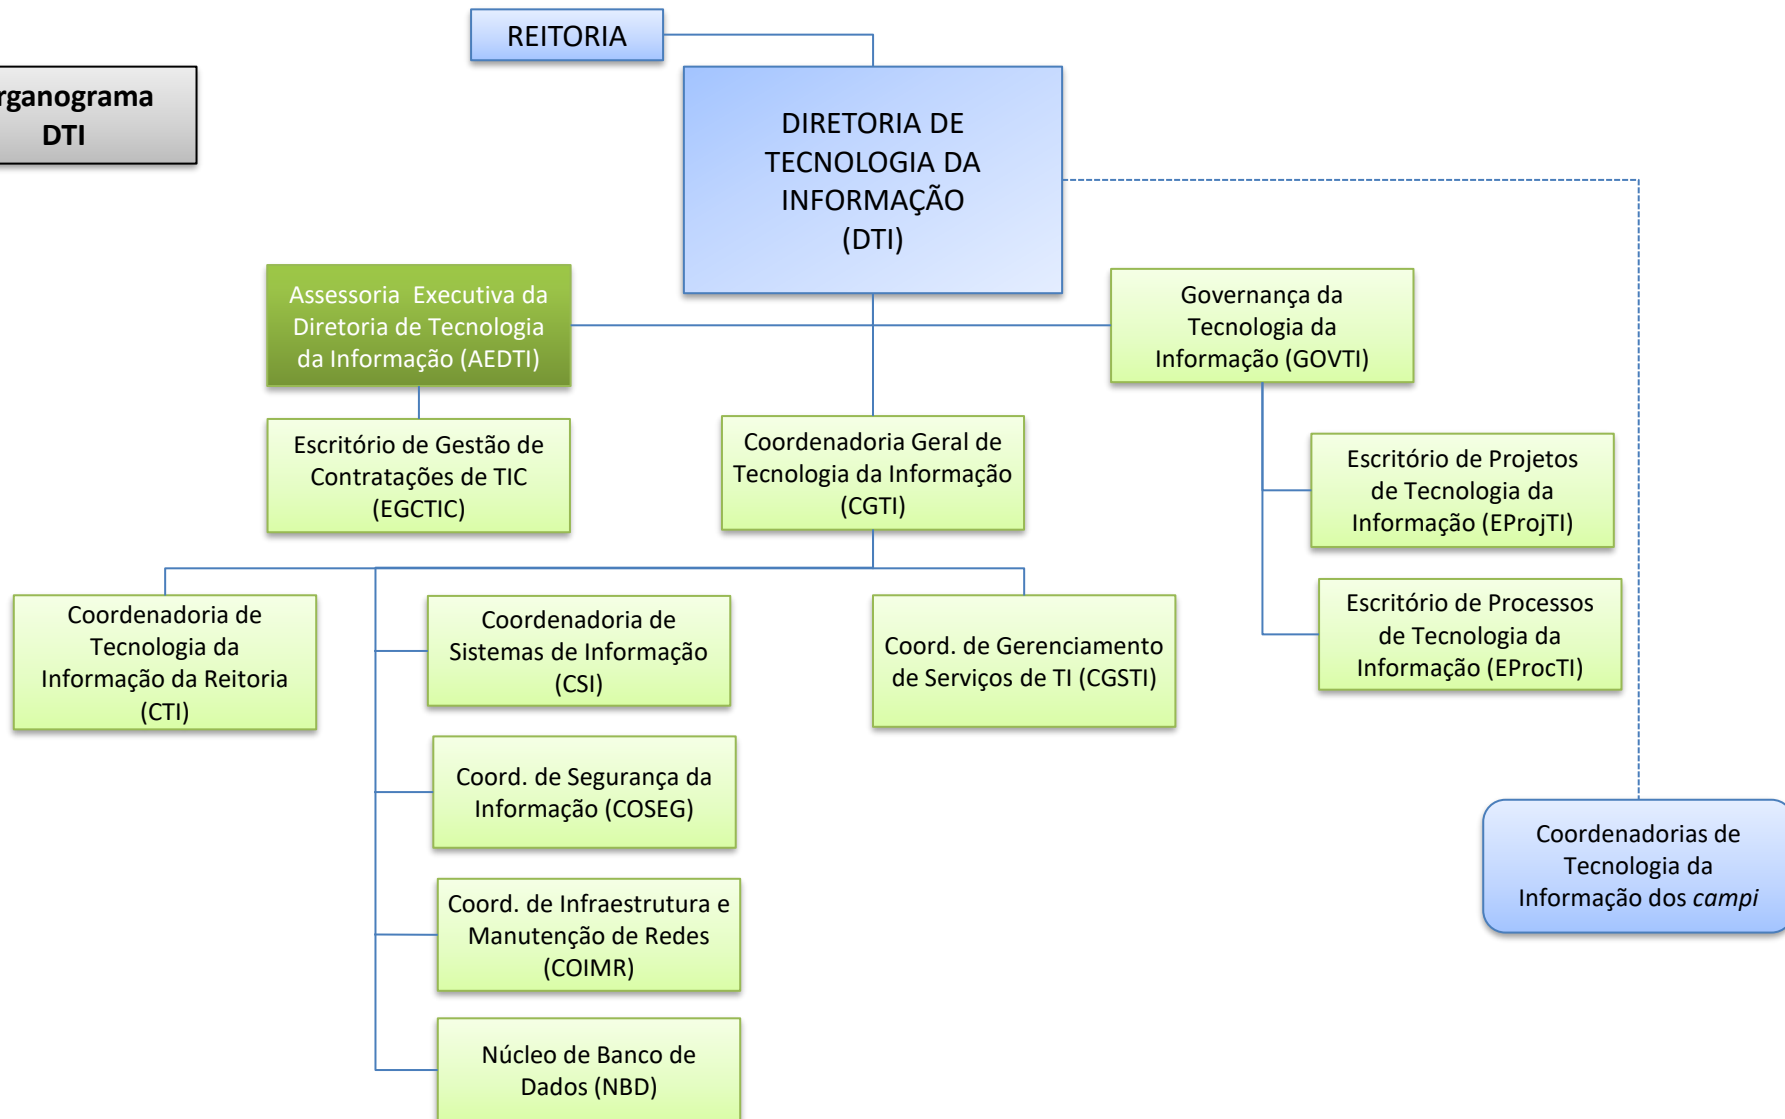 REITORIA
rganograma
DTI
DIRETORIA DE
TECNOLOGIA DA
INFORMAÇÃO
(DTI)
Assessoria  Executiva da
Diretoria de Tecnologia
da Informação (AEDTI)
Governança da
Tecnologia da
Informação (GOVTI)
Escritório de Gestão de
Contratações de TIC
(EGCTIC)
Coordenadoria Geral de
Tecnologia da Informação
(CGTI)
Escritório de Projetos
de Tecnologia da
Informação (EProjTI)
Coordenadoria de
Tecnologia da
Informação da Reitoria
(CTI)
Coordenadoria de
Sistemas de Informação
(CSI)
Coord. de Gerenciamento
de Serviços de TI (CGSTI)
Escritório de Processos
de Tecnologia da
Informação (EProcTI)
Coord. de Segurança da
Informação (COSEG)
Coordenadorias de
Tecnologia da
Informação dos campi
Coord. de Infraestrutura e
Manutenção de Redes
(COIMR)
Núcleo de Banco de
Dados (NBD)